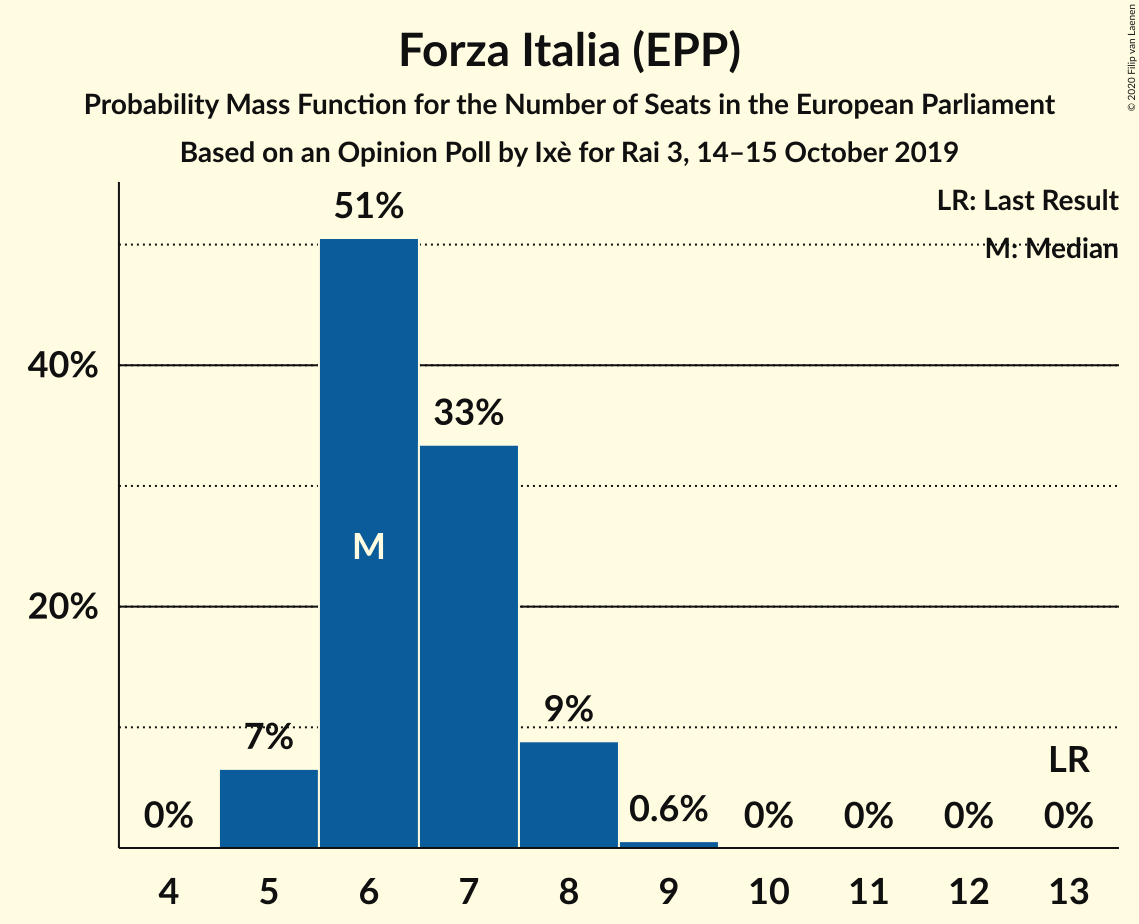 Forza Italia (EPP)
Probability Mass Function for the Number of Seats in the European Parliament
Based on an Opinion Poll by Ixè for Rai 3, 14–15 October 2019
© 2020 Filip van Laenen
LR: Last Result
M: Median
40%
20%
0%
7%
51%
M
33%
9%
0.6%
0%
0%
0%
LR
0%
4 5 6 7 8 9 10 11 12 13